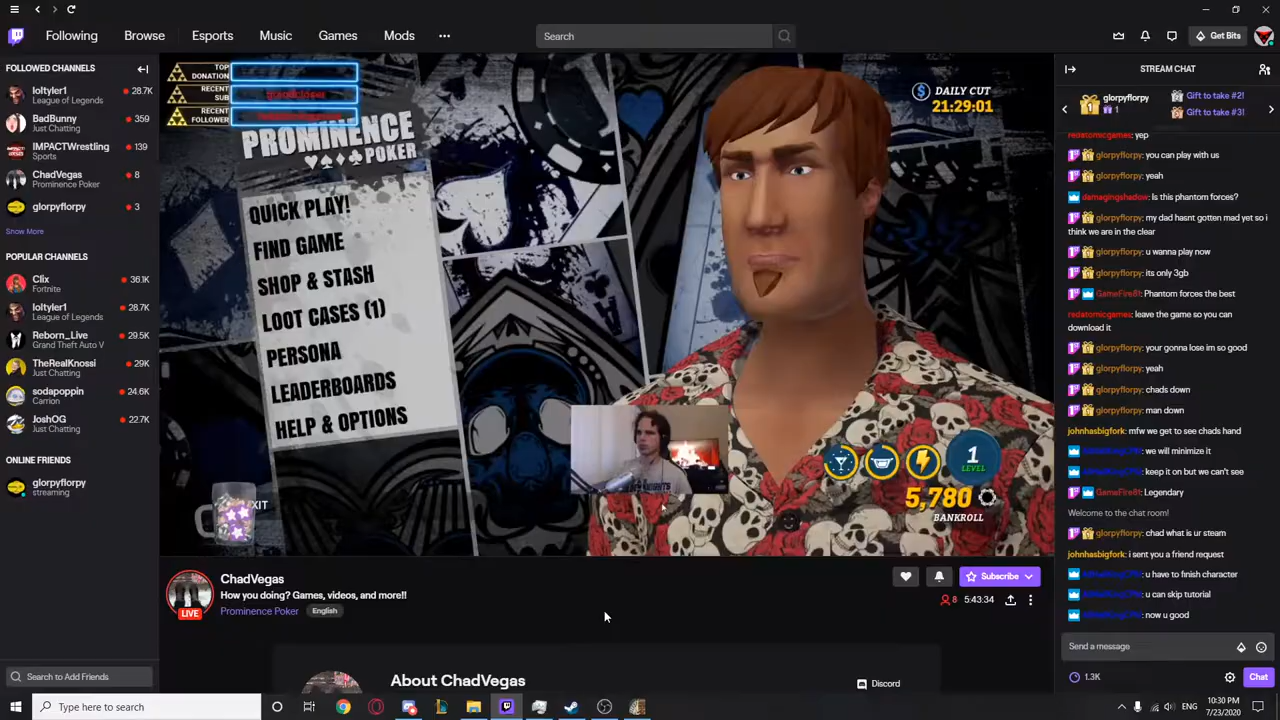 Following
Browse
Esports
Music
Games
Mods
Search
Get Bits
FOLLOWED CHANNELS
loltyler1
28.7K
League of Legends
BadBunny
359
Just Chatting
IMPACTWrestling
139
Sports
ChadVegas
8
Prominence Poker
glorpyflorpy
3
Show More
POPULAR CHANNELS
Clix
36.1K
Fortnite
loltyler1
28.7K
League of Legends
Reborn_Live
29.5K
Grand Theft Auto V
TheRealKnossi
29K
Just Chatting
sodapoppin
24.6K
Carrion
JoshOG
22.7K
Just Chatting
ONLINE FRIENDS
glorpyflorpy
streaming
Search to Add Friends
TOP DONATION
RECENT SUB
RECENT FOLLOWER
PROMINENCE
POKER
QUICK PLAY!
FIND GAME
SHOP & STASH
LOOT CASES (1)
PERSONA
LEADERBOARDS
HELP & OPTIONS
EXIT
DAILY CUT
21:29:01
1
LEVEL
5,780
BANKROLL
LIVE
ChadVegas
How you doing? Games, videos, and more!!
Prominence Poker
English
Subscribe
8
5:43:34
About ChadVegas
Discord
STREAM CHAT
glorpyflorpy
1
Gift to take #2!
Gift to take #3!
redatomicgames: yep
glorpyflorpy: you can play with us
glorpyflorpy: yeah
damagingshadow: Is this phantom forces?
glorpyflorpy: my dad hasnt gotten mad yet so i
think we are in the clear
glorpyflorpy: u wanna play now
glorpyflorpy: its only 3gb
GameFire81: Phantom forces the best
redatomicgames: leave the game so you can
download it
glorpyflorpy: your gonna lose im so good
glorpyflorpy: yeah
glorpyflorpy: chads down
glorpyflorpy: man down
johnhasbigfork: mfw we get to see chads hand
: we will minimize it
: keep it on but we can't see
GameFire81: Legendary
Welcome to the chat room!
glorpyflorpy: chad what is ur steam
johnhasbigfork: i sent you a friend request
: u have to finish character
: u can skip tutorial
: now u good
Send a message
1.3K
Chat
Type here to search
ENG
10:30 PM
7/23/2020